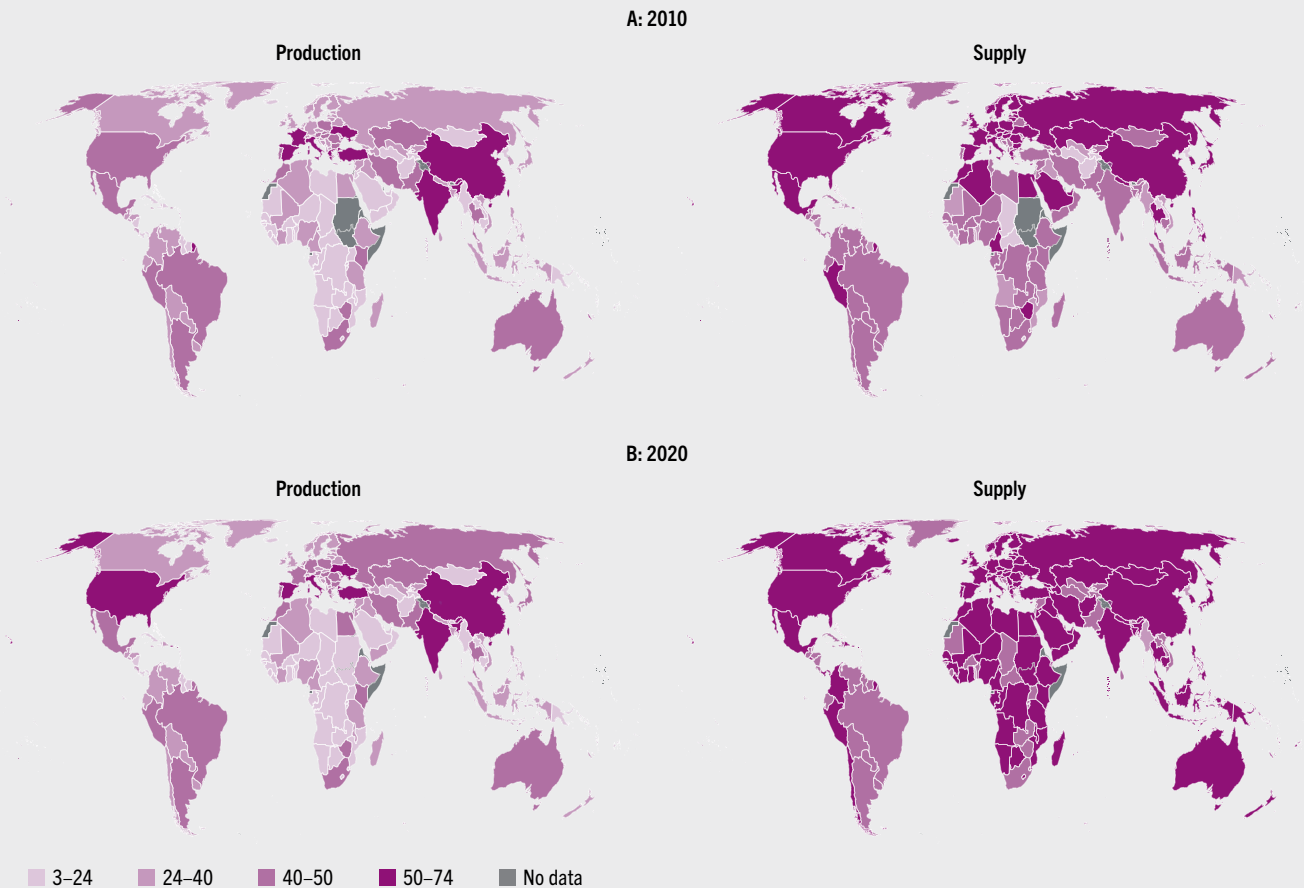 A: 2010
Production
Supply
B: 2020
Production
Supply
3–24
24–40
40–50
50–74
No data